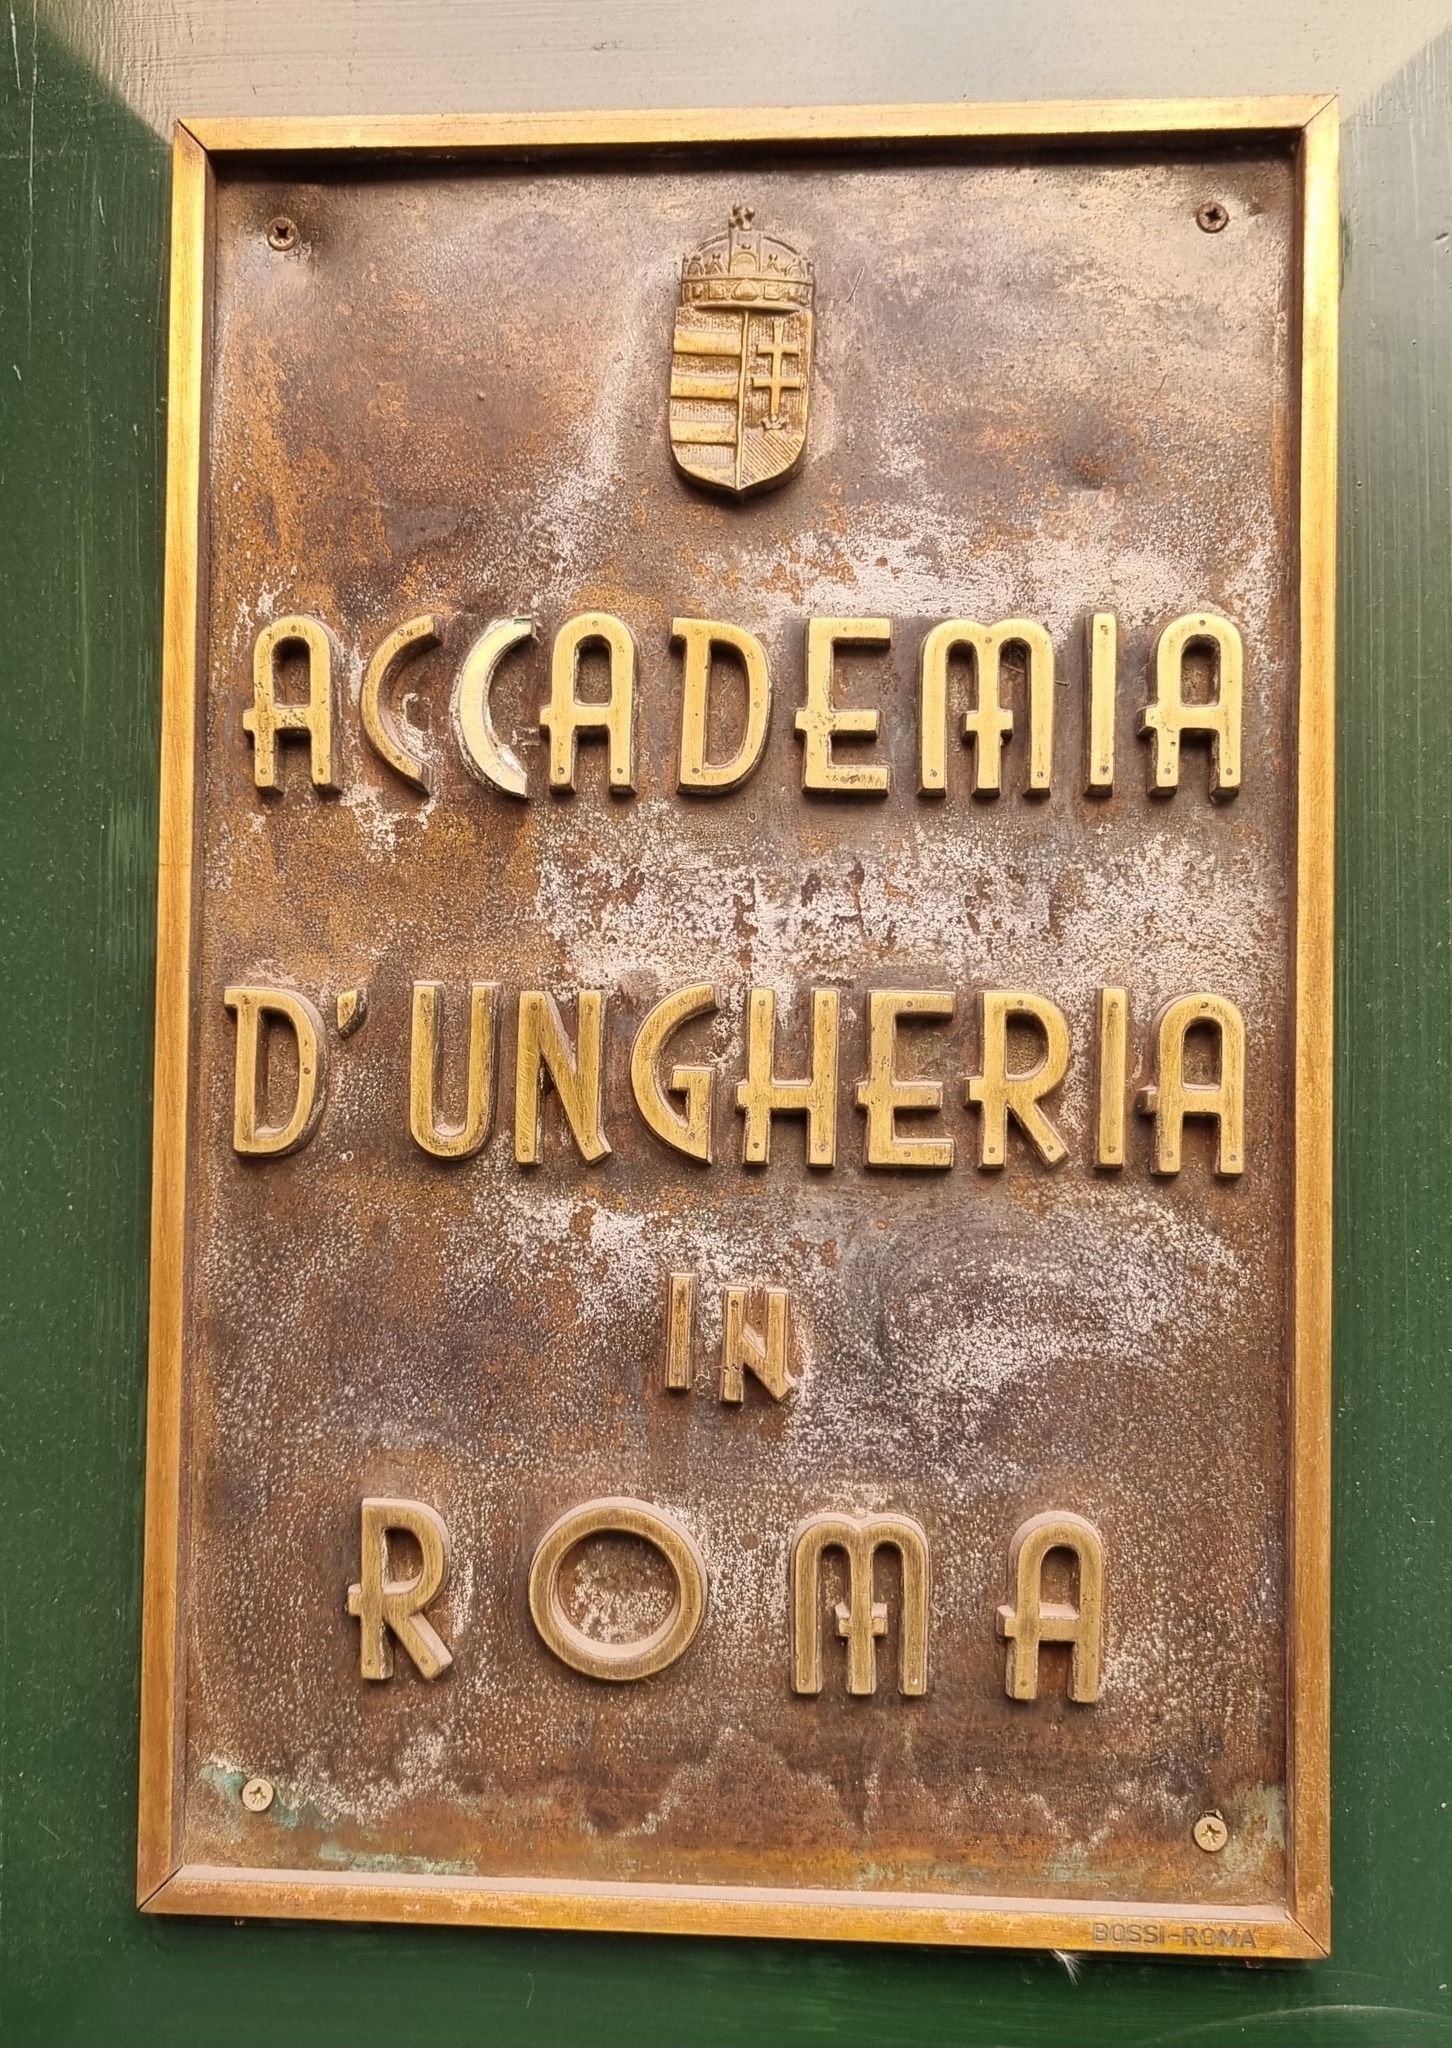 ACCADEMIA
D'UNGHERIA
IN
ROMA
BOSSI-ROMA